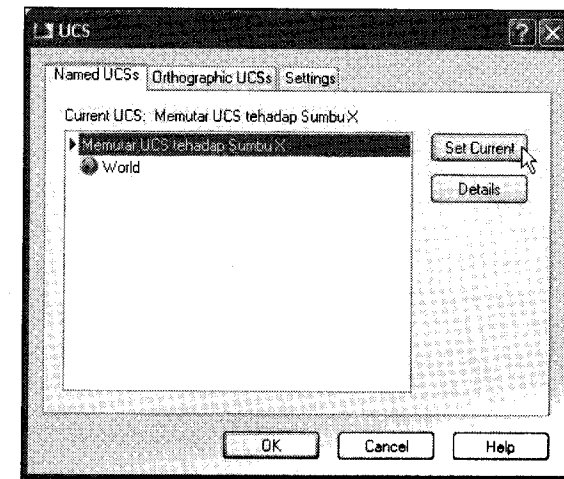 UCS
Named UCSs Orthographic UCSs Settings
Current UCS: Memutar UCS tehadap Sumbu X
Memutar UCS tehadap Sumbu X
World
Set Current
Details
OK Cancel Help